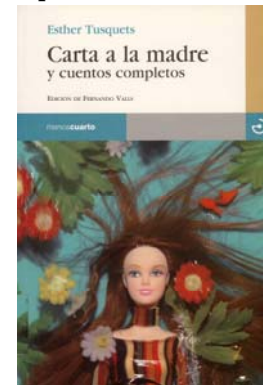 Esther Tusquets
Carta a la madre
y cuentos completos
EDICIÓN DE FERNANDO VALLS
menoscuarto